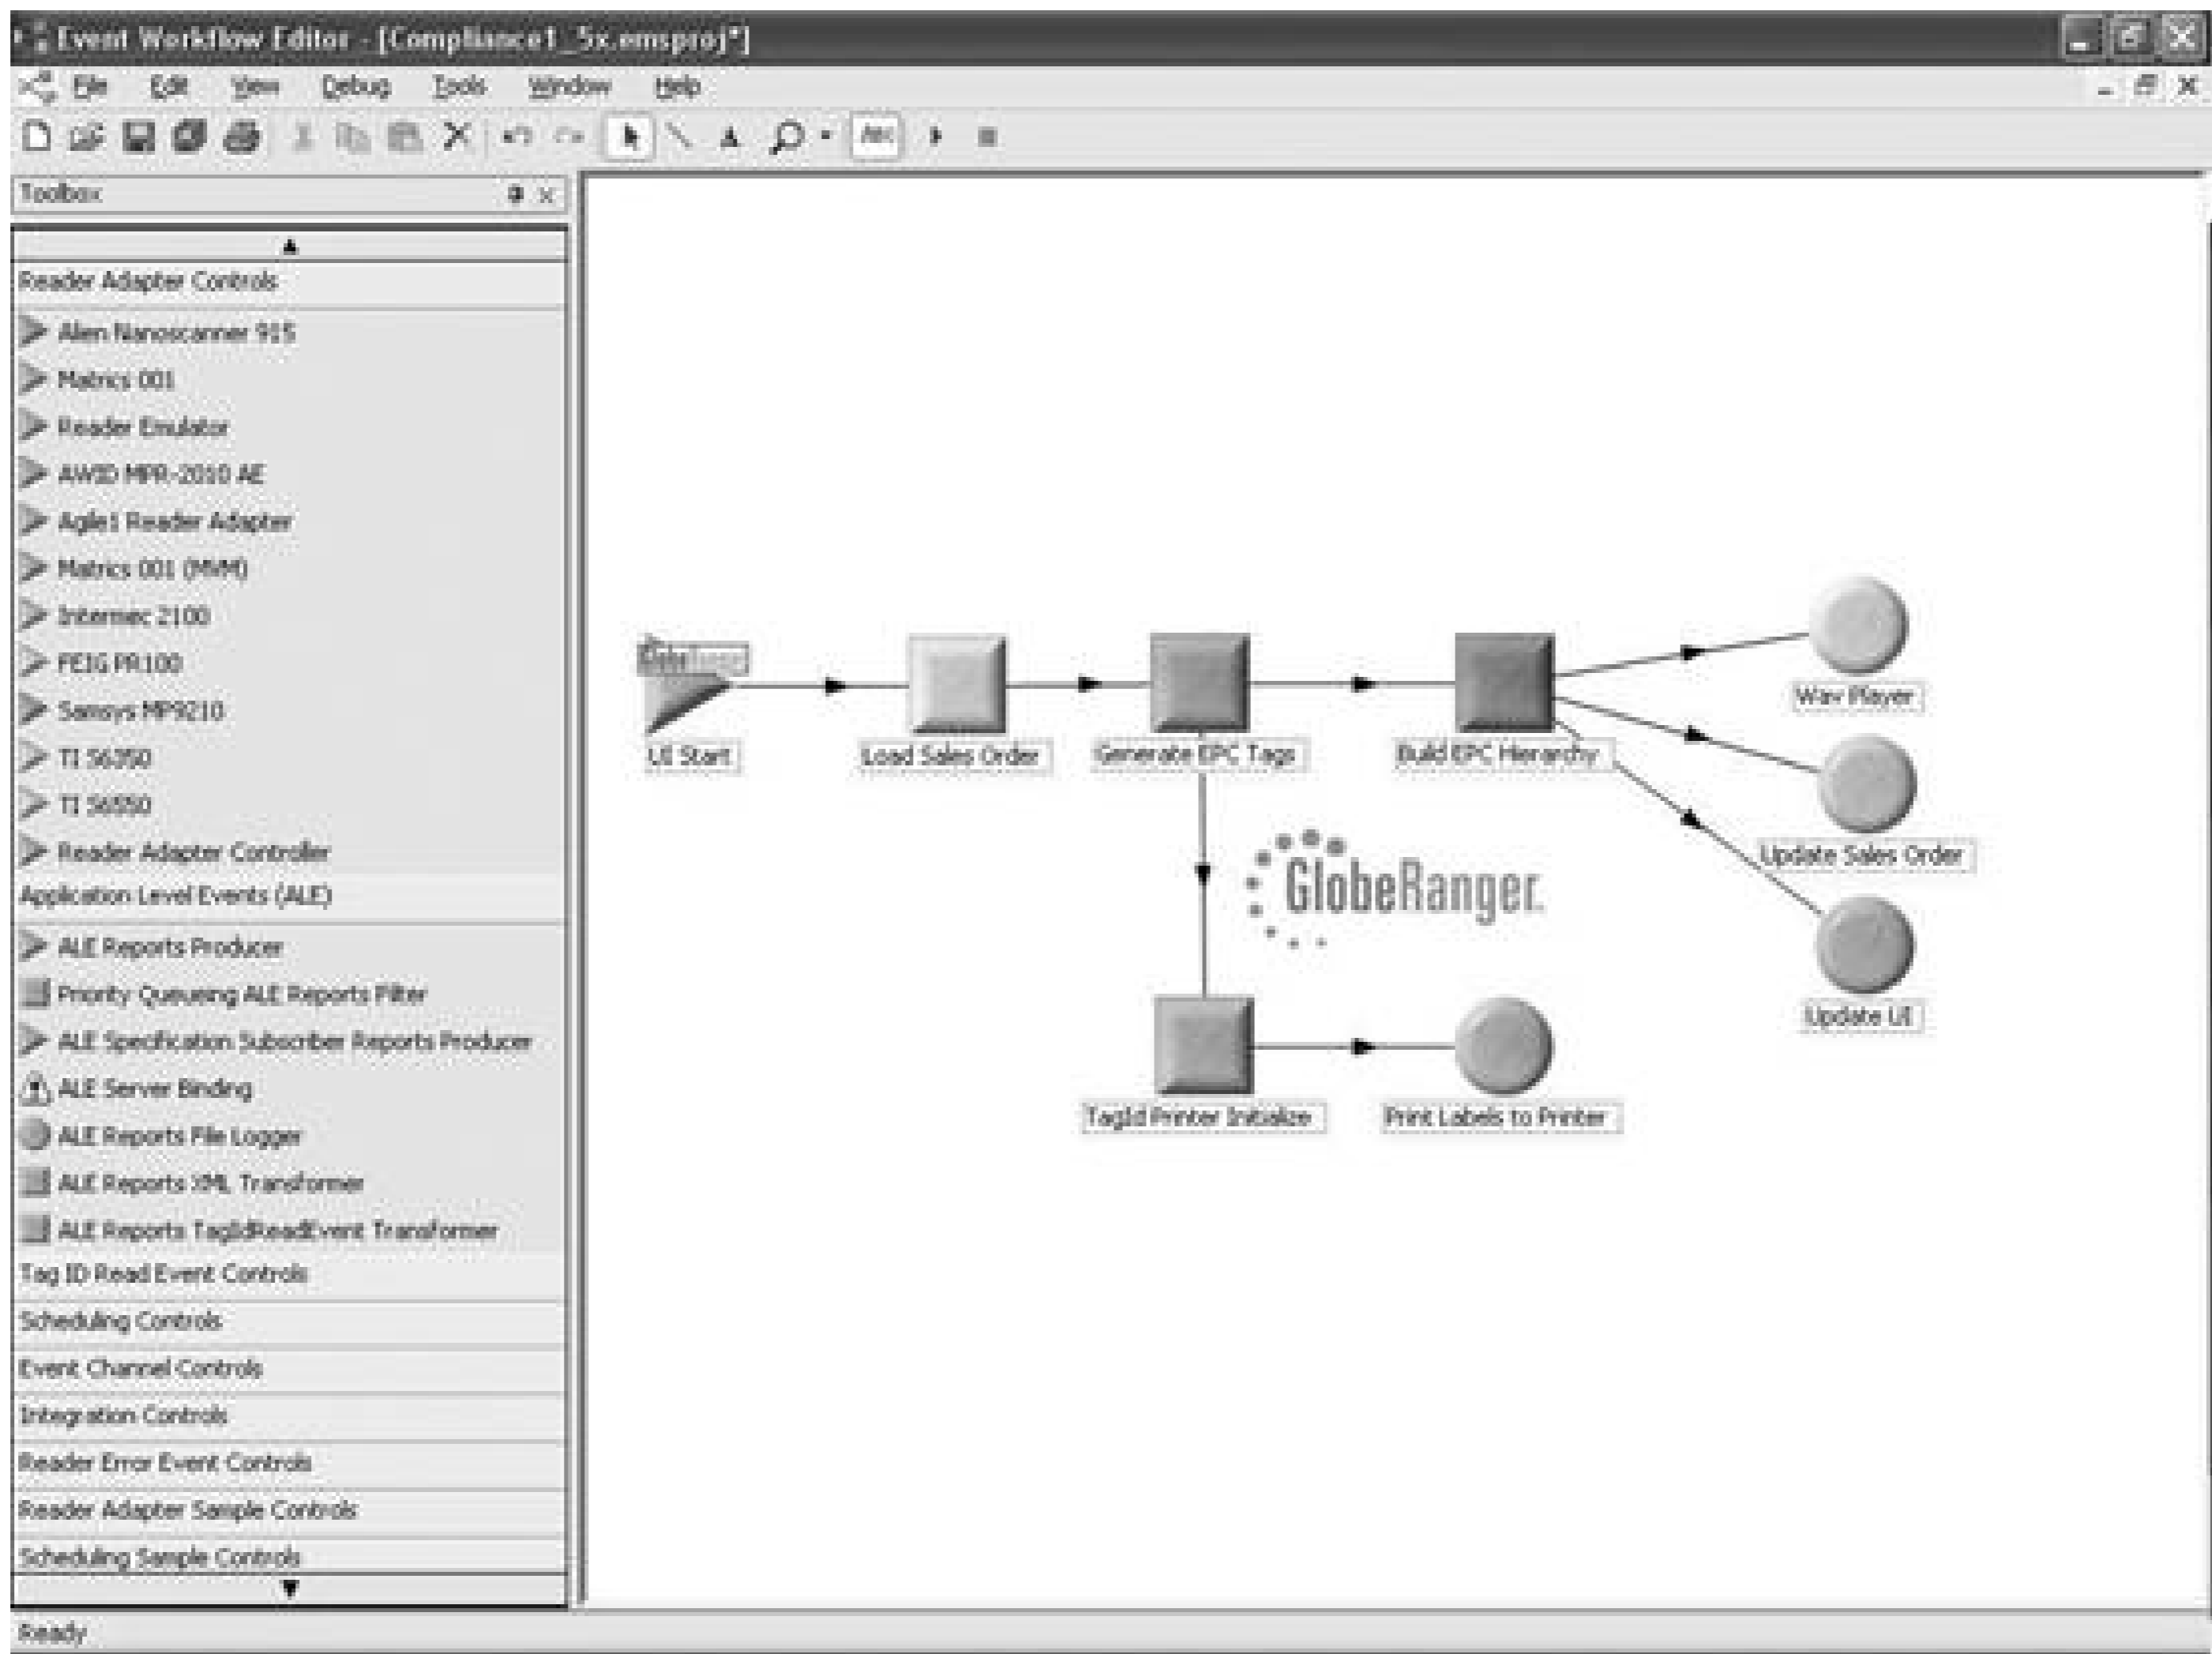 Event Workflow Editor - [Compliance1_5x.emsproj*]
File Edit View Debug Tools Window Help
Abc
Toolbox
Reader Adapter Controls
Alien Nanoscanner 915
Matrics 001
Reader Emulator
AWID MPR-2010 AE
Agile1 Reader Adapter
Matrics 001 (MVM)
Intermec 2100
FEIG PR100
Samsys MP9210
TI S6350
TI S6550
Reader Adapter Controller
Application Level Events (ALE)
ALE Reports Producer
Priority Queueing ALE Reports Filter
ALE Specification Subscriber Reports Producer
ALE Server Binding
ALE Reports File Logger
ALE Reports XML Transformer
ALE Reports TagIdReadEvent Transformer
Tag ID Read Event Controls
Scheduling Controls
Event Channel Controls
Integration Controls
Reader Error Event Controls
Reader Adapter Sample Controls
Scheduling Sample Controls
Ready
GlobeRanger
UI Start
Load Sales Order
Generate EPC Tags
Build EPC Hierarchy
Wav Player
Update Sales Order
Update UI
GlobeRanger.
TagId Printer Initialize
Print Labels to Printer